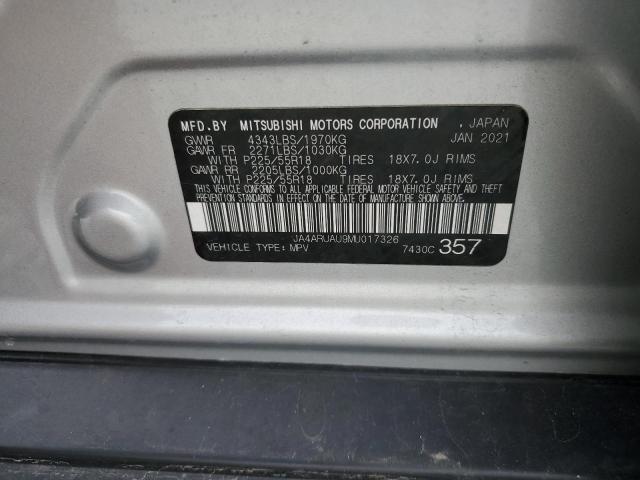 MFD.BY MITSUBISHI MOTORS CORPORATION . JAPAN
GVWR 4343LBS/1970KG JAN 2021
GAWR FR 2271LBS/1030KG
WITH P225/55R18 TIRES 18X7.0J RIMS
GAWR RR 2205LBS/1000KG
WITH P225/55R18 TIRES 18X7.0J RIMS
THIS VEHICLE CONFORMS TO ALL APPLICABLE FEDERAL MOTOR VEHICLE SAFETY AND THEFT
PREVENTION STANDARDS IN EFFECT ON THE DATE OF MANUFACTURE SHOWN ABOVE.
JA4ARUAU9MU017326
VEHICLE TYPE: MPV 7430C 357